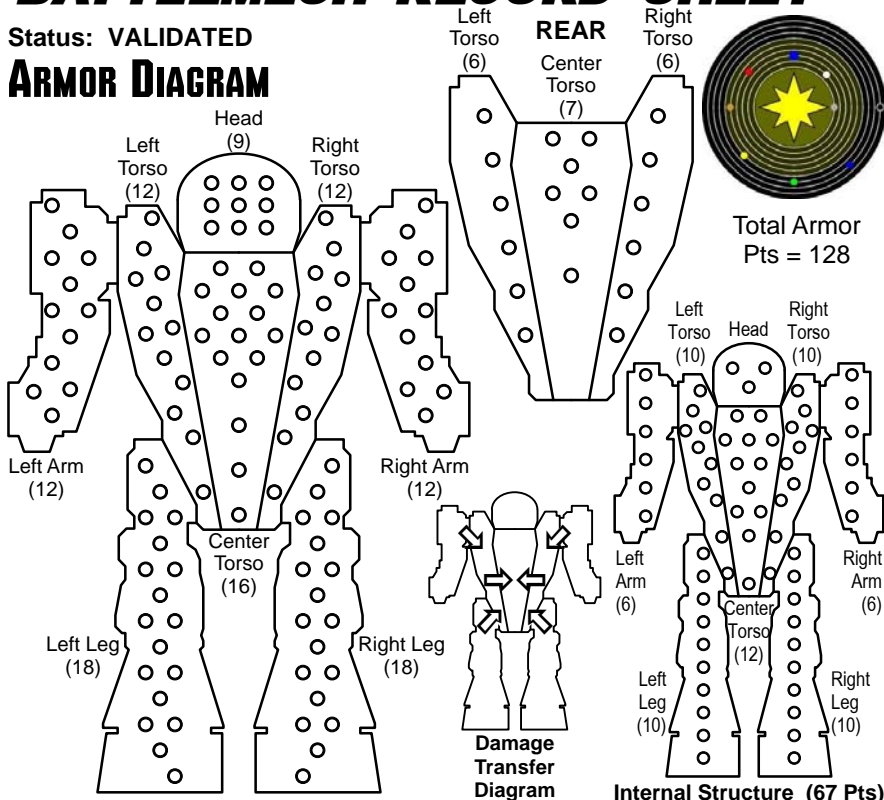 BATTLEMECH RECORD SHEET
Status: VALIDATED
ARMOR DIAGRAM
Head
(9)
Left
Torso
(12)
Right
Torso
(12)
Left Arm
(12)
Right Arm
(12)
Center
Torso
(16)
Left Leg
(18)
Right Leg
(18)
REAR
Left
Torso
(6)
Center
Torso
(7)
Right
Torso
(6)
Total Armor
Pts = 128
Damage
Transfer
Diagram
Left
Torso
(10)
Head
Right
Torso
(10)
Left
Arm
(6)
Right
Arm
(6)
Center
Torso
(12)
Left
Leg
(10)
Right
Leg
(10)
Internal Structure (67 Pts)